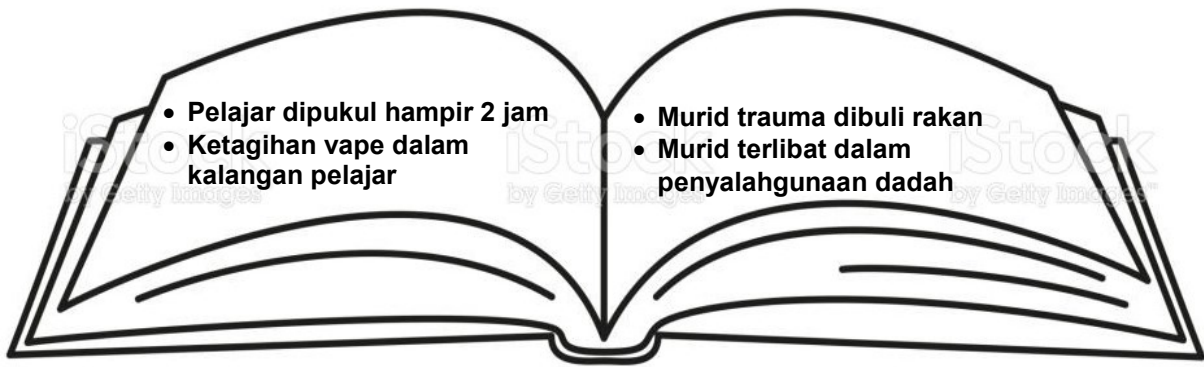 • Pelajar dipukul hampir 2 jam
• Ketagihan vape dalam
kalangan pelajar
• Murid trauma dibuli rakan
• Murid terlibat dalam
penyalahgunaan dadah
iStock
by Getty Images
iStock
by Getty Images
iStock
by Getty Images™